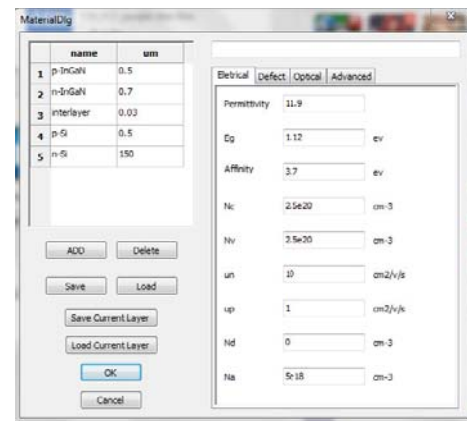 MaterialDlg
name um
1 p-InGaN 0.5
2 n-InGaN 0.7
3 interlayer 0.03
4 p-Si 0.5
5 n-Si 150
ADD Delete
Save Load
Save Current Layer
Load Current Layer
OK
Cancel
Eletrical Defect Optical Advanced
Permittivity 11.9
Eg 1.12 ev
Affinity 3.7 ev
Nc 2.5e20 cm-3
Nv 2.5e20 cm-3
un 10 cm2/v/s
up 1 cm2/v/s
Nd 0 cm-3
Na 5e18 cm-3